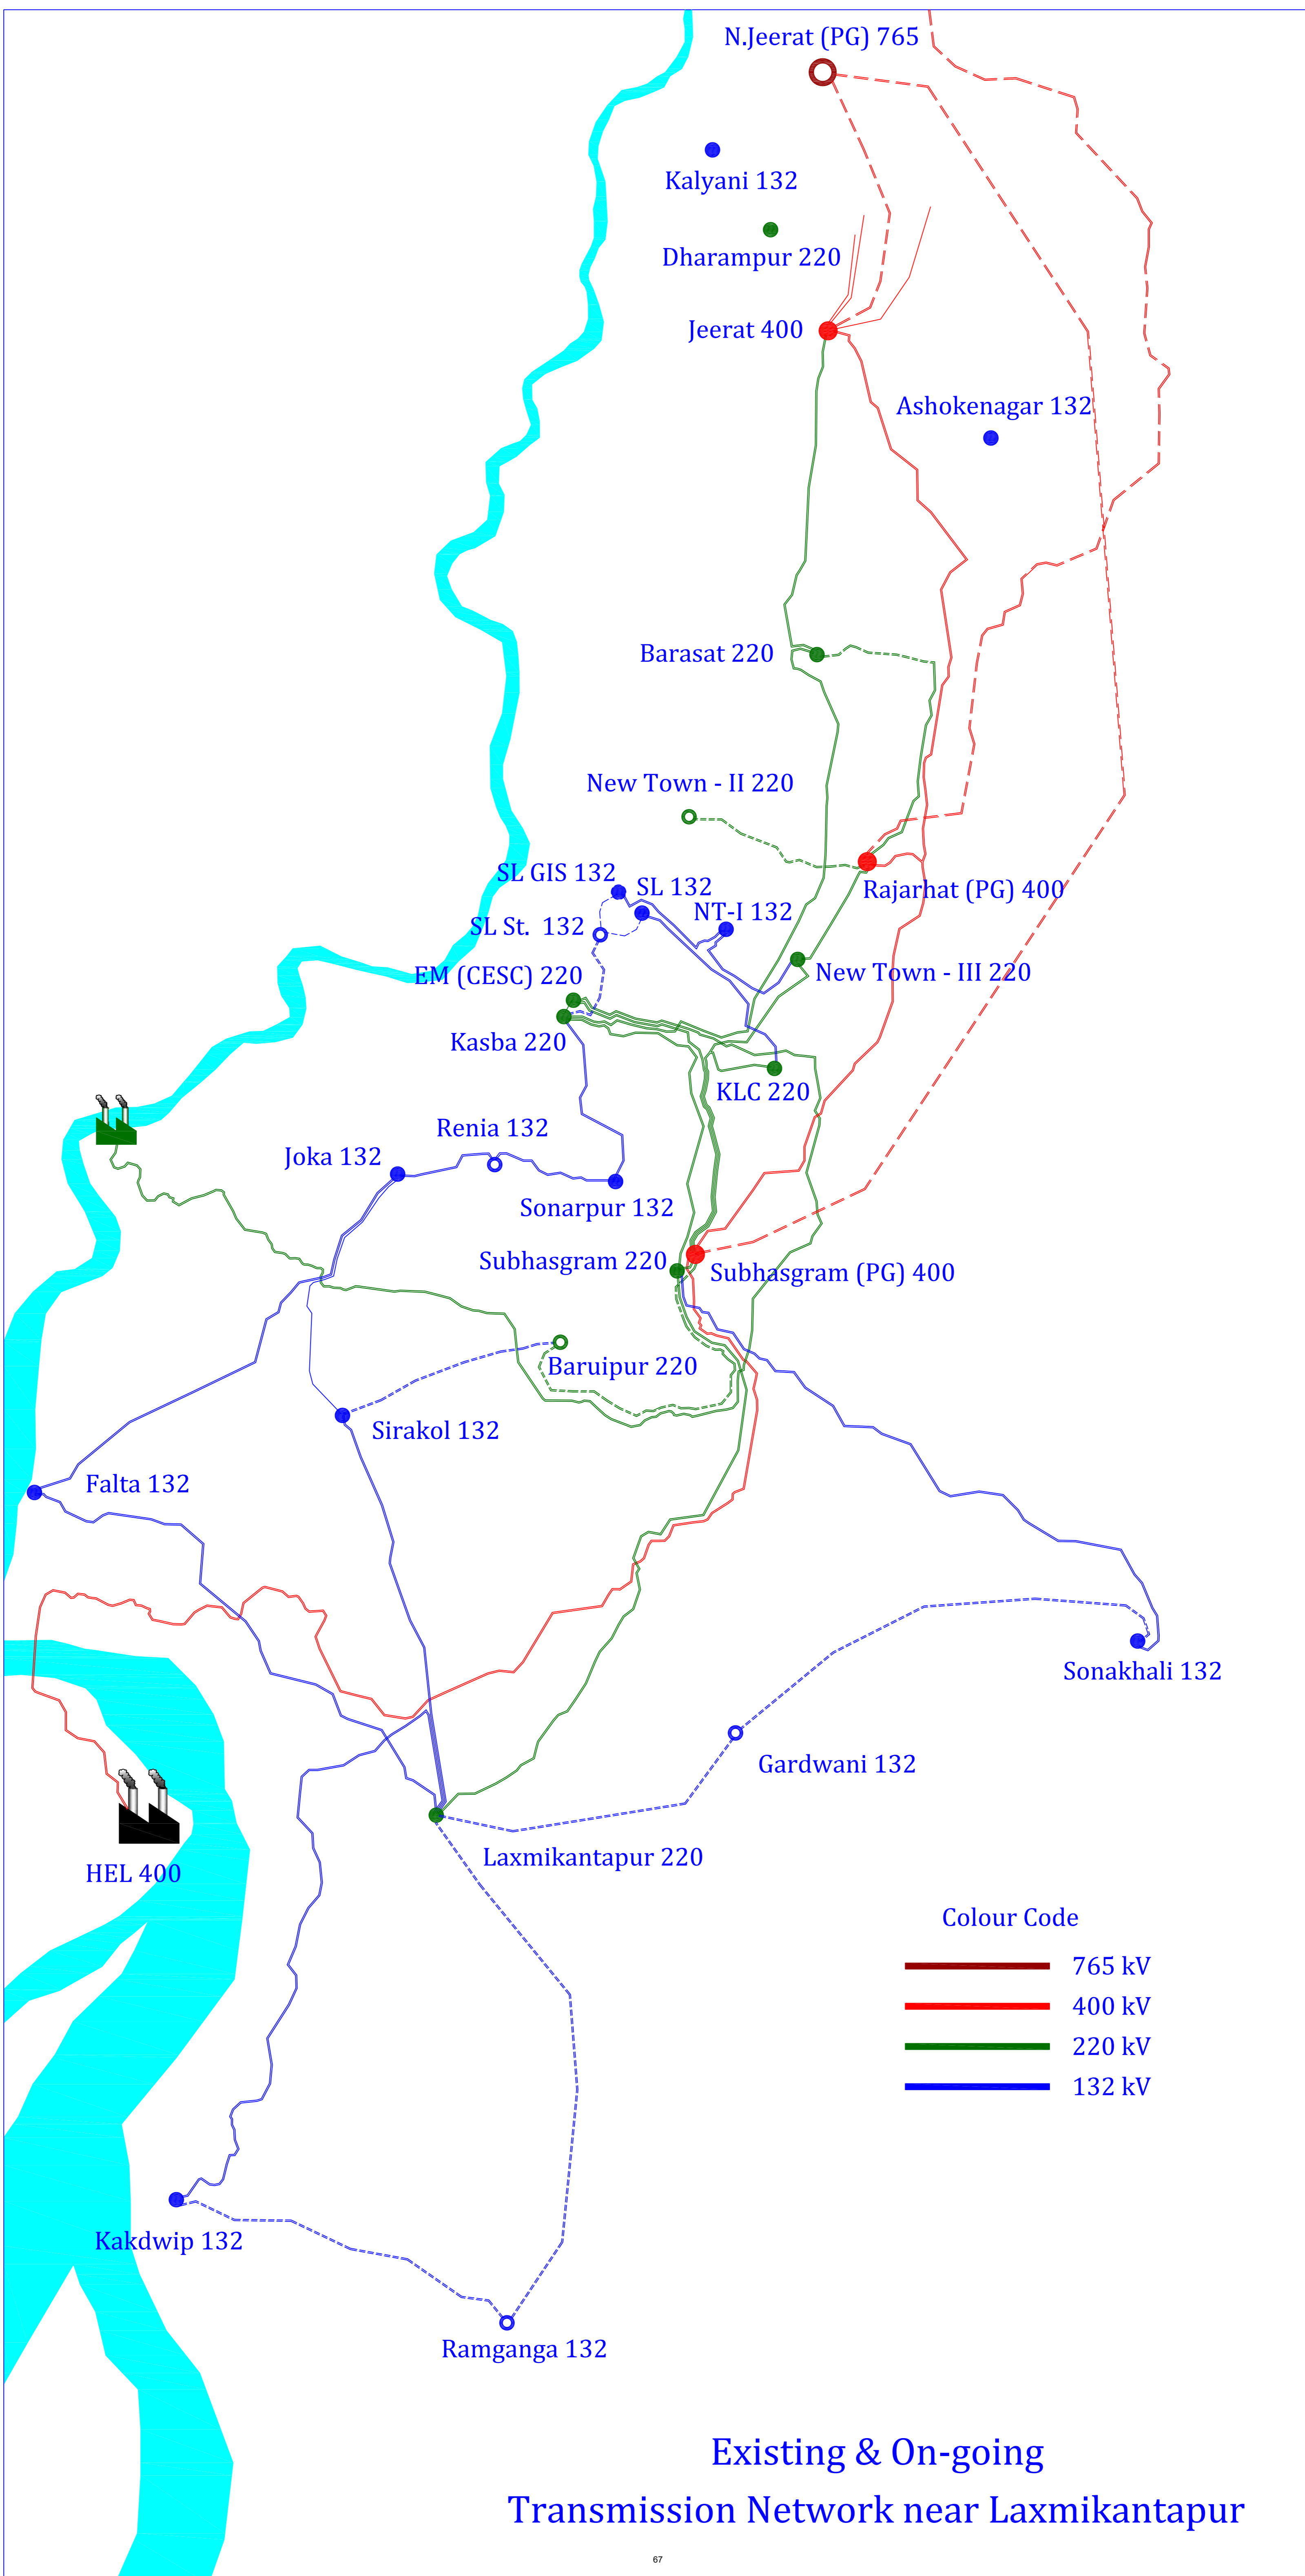 N.Jeerat (PG) 765
Kalyani 132
Dharampur 220
Jeerat 400
Ashokenagar 132
Barasat 220
New Town - II 220
SL GIS 132
SL 132
Rajarhat (PG) 400
NT-I 132
SL St.  132
EM (CESC) 220
New Town - III 220
Kasba 220
KLC 220
Renia 132
Joka 132
Sonarpur 132
Subhasgram 220
Subhasgram (PG) 400
Baruipur 220
Sirakol 132
Falta 132
Sonakhali 132
Gardwani 132
Laxmikantapur 220
HEL 400
Colour Code
765 kV
400 kV
220 kV
132 kV
Kakdwip 132
Ramganga 132
Existing & On-going
Transmission Network near Laxmikantapur
67